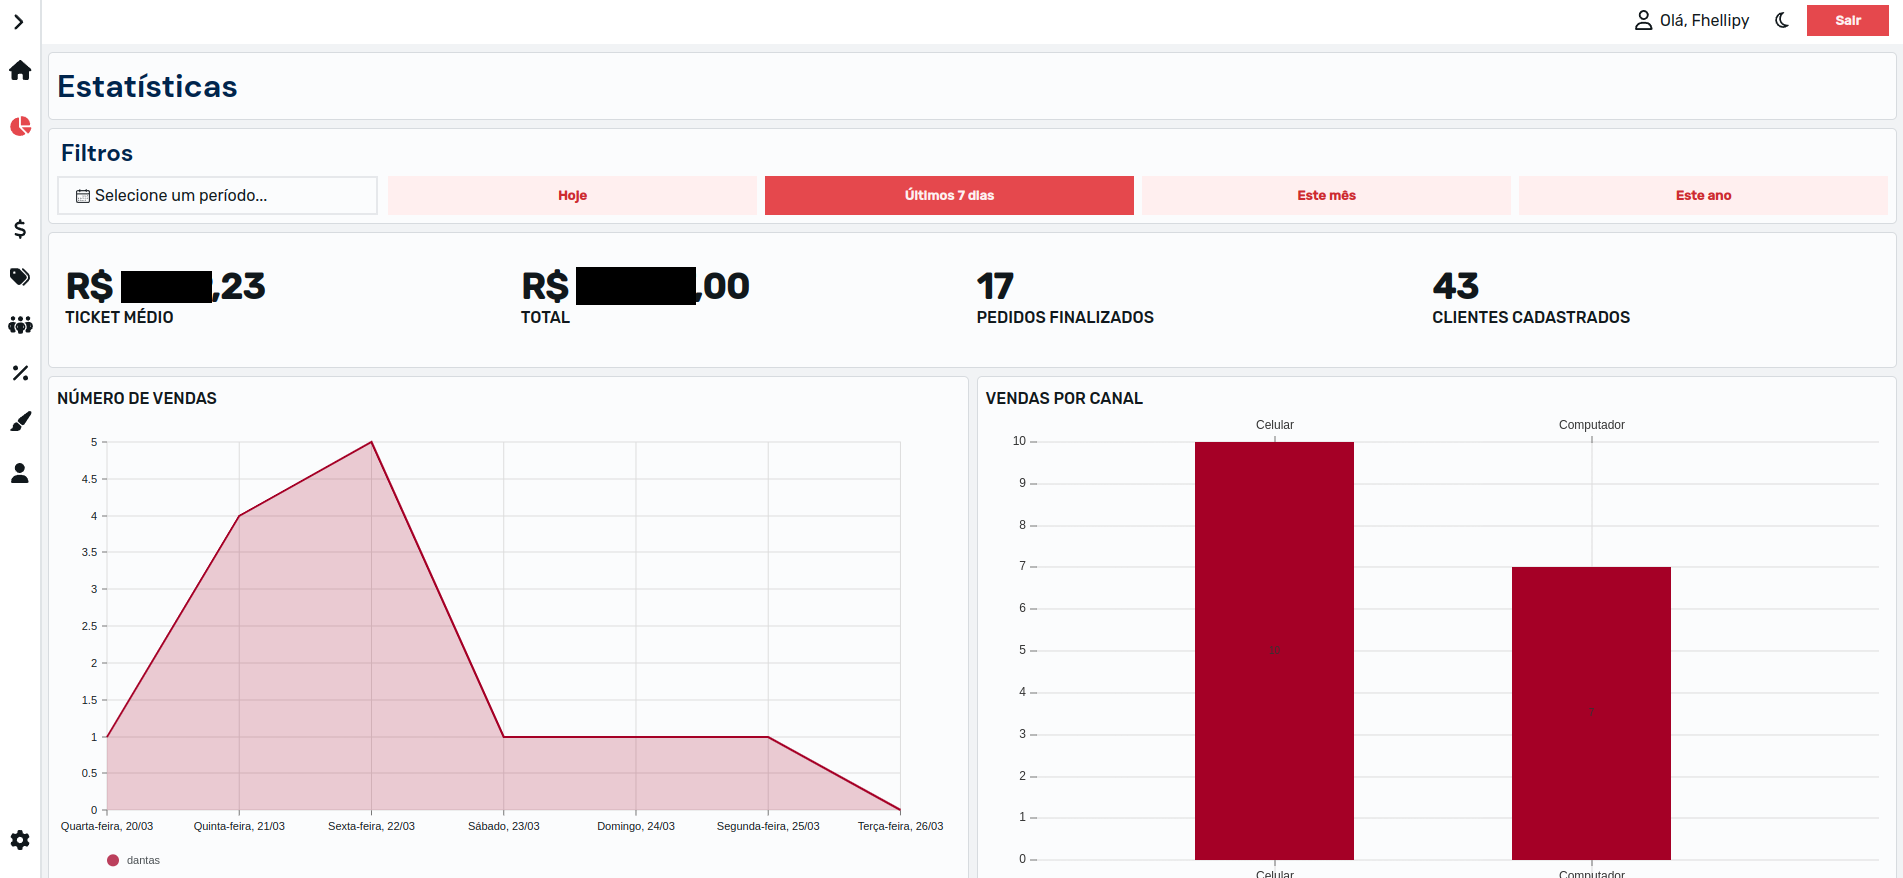 Olá, Fhellipy
Sair
Estatísticas
Filtros
Selecione um período...
Hoje
Últimos 7 dias
Este mês
Este ano
R$ ,23
TICKET MÉDIO
R$ ,00
TOTAL
17
PEDIDOS FINALIZADOS
43
CLIENTES CADASTRADOS
NÚMERO DE VENDAS
5
4.5
4
3.5
3
2.5
2
1.5
1
0.5
0
Quarta-feira, 20/03
Quinta-feira, 21/03
Sexta-feira, 22/03
Sábado, 23/03
Domingo, 24/03
Segunda-feira, 25/03
Terça-feira, 26/03
dantas
VENDAS POR CANAL
Celular
Computador
10
9
8
7
6
5
4
3
2
1
0
Celular
Computador